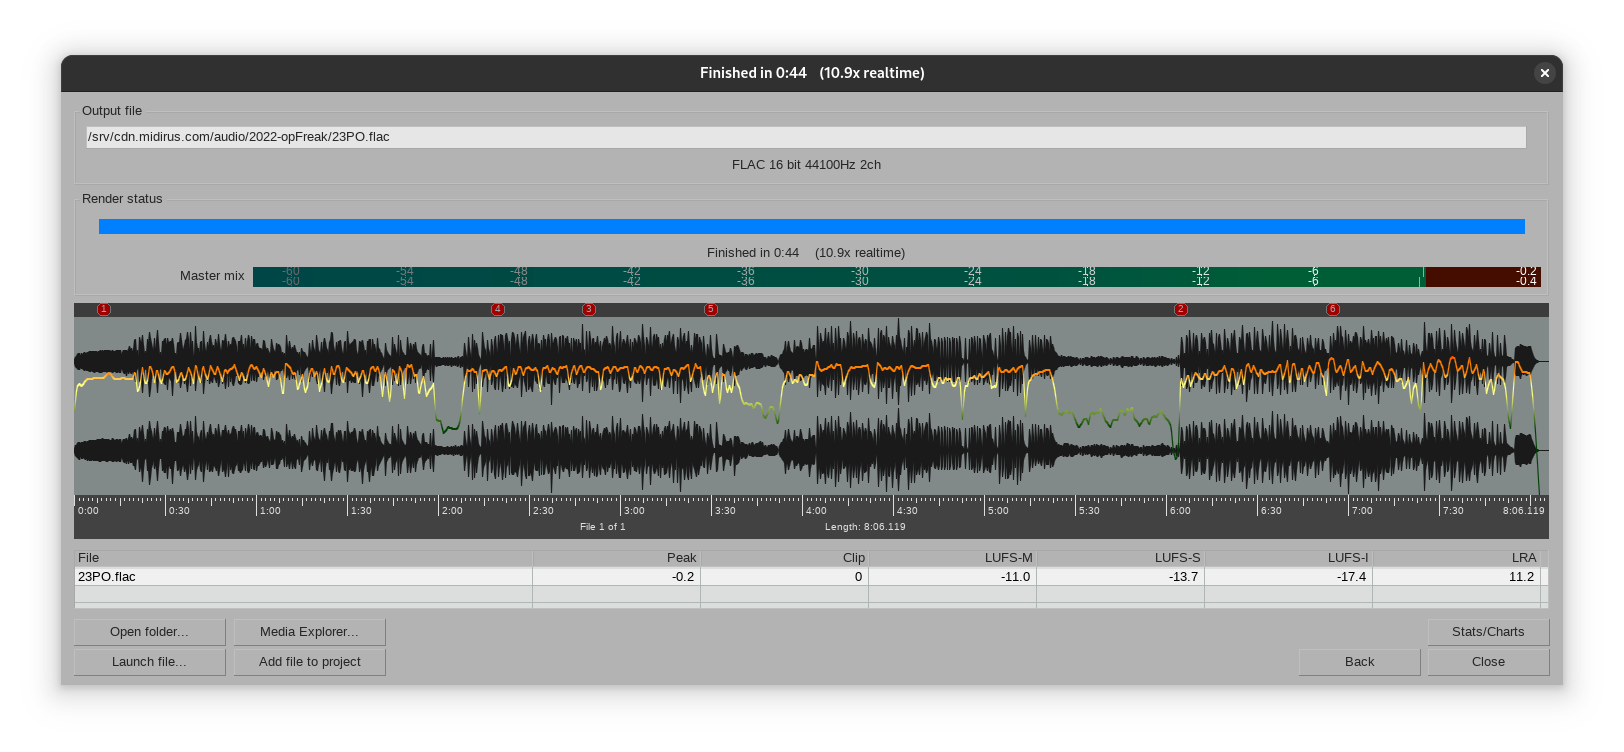 Finished in 0:44 (10.9x realtime)
Output file
/srv/cdn.midirus.com/audio/2022-opFreak/23PO.flac
FLAC 16 bit 44100Hz 2ch
Render status
Finished in 0:44 (10.9x realtime)
Master mix
-60 -54 -48 -42 -36 -30 -24 -18 -12 -6 -0.2
-60 -54 -48 -42 -36 -30 -24 -18 -12 -6 -0.4
1 4 3 5 2 6
0:00 0:30 1:00 1:30 2:00 2:30 3:00 3:30 4:00 4:30 5:00 5:30 6:00 6:30 7:00 7:30 8:06.119
File 1 of 1 Length: 8:06.119
File Peak Clip LUFS-M LUFS-S LUFS-I LRA
23PO.flac -0.2 0 -11.0 -13.7 -17.4 11.2
Open folder... Media Explorer... Stats/Charts
Launch file... Add file to project Back Close